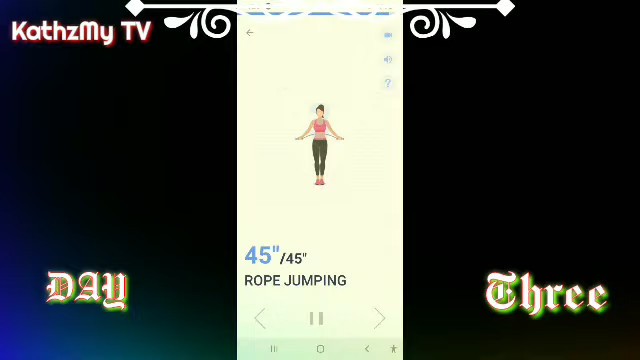 KathzMy TV
?
45"/45"
ROPE JUMPING
DAY
Three